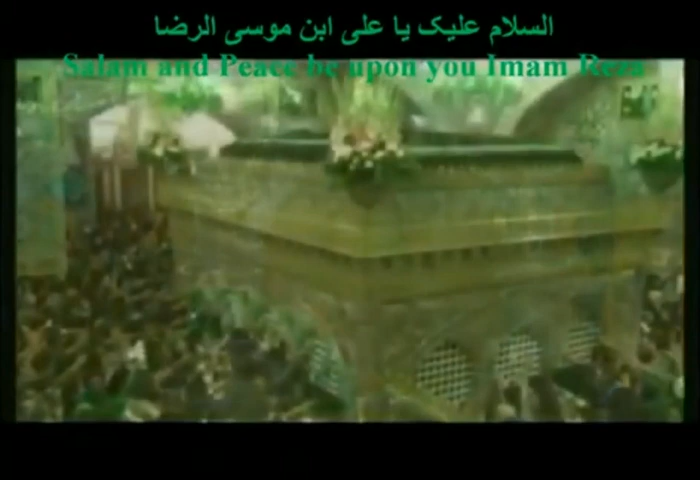 السلام علیک یا علی ابن موسی الرضا
Salam and Peace be upon you Imam Reza